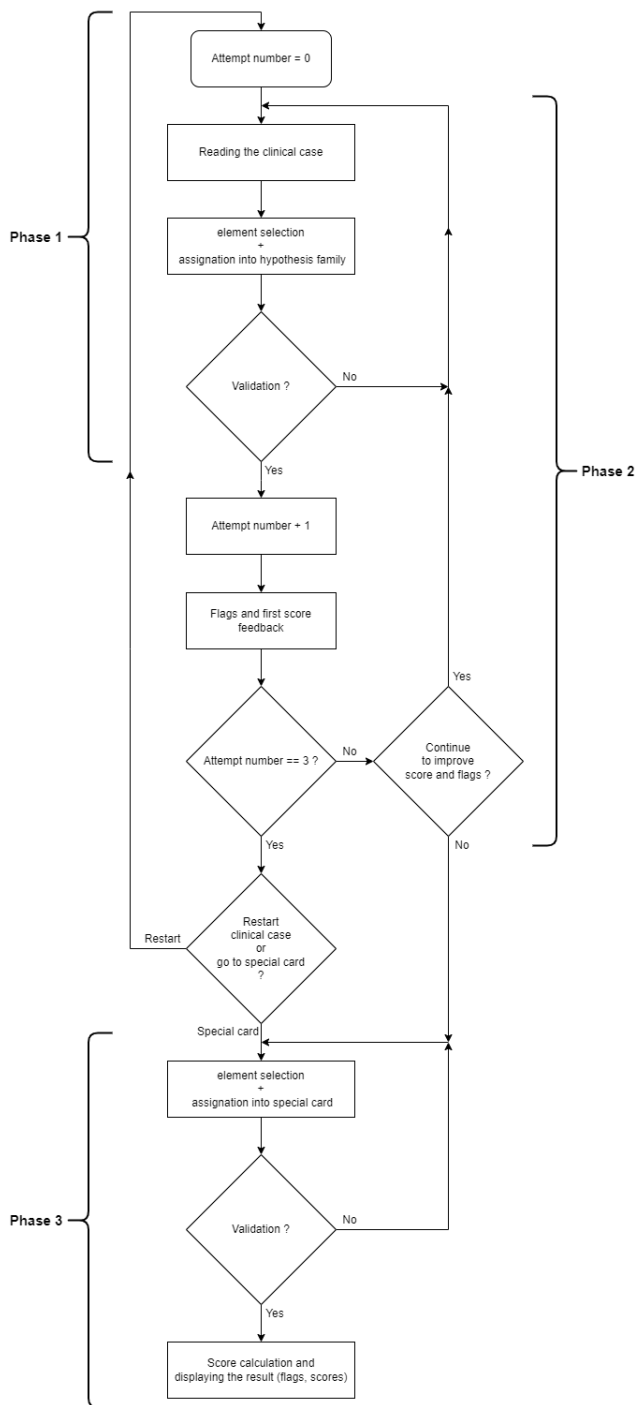 Attempt number = 0
Reading the clinical case
Phase 1
element selection
+
assignation into hypothesis family
Validation ?
No
Yes
Phase 2
Attempt number + 1
Flags and first score
feedback
Yes
Attempt number == 3 ?
No
Continue
to improve
score and flags ?
Yes
No
Restart
clinical case
or
go to special card
?
Restart
Special card
element selection
+
assignation into special card
Phase 3
Validation ?
No
Yes
Score calculation and
displaying the result (flags, scores)